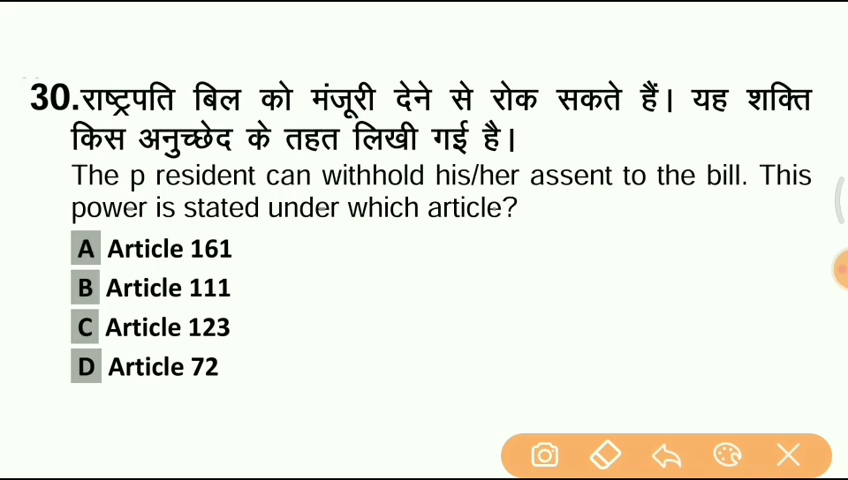 30.राष्ट्रपति बिल को मंजूरी देने से रोक सकते हैं। यह शक्ति
किस अनुच्छेद के तहत लिखी गई है।
The p resident can withhold his/her assent to the bill. This
power is stated under which article?
A Article 161
B Article 111
C Article 123
D Article 72